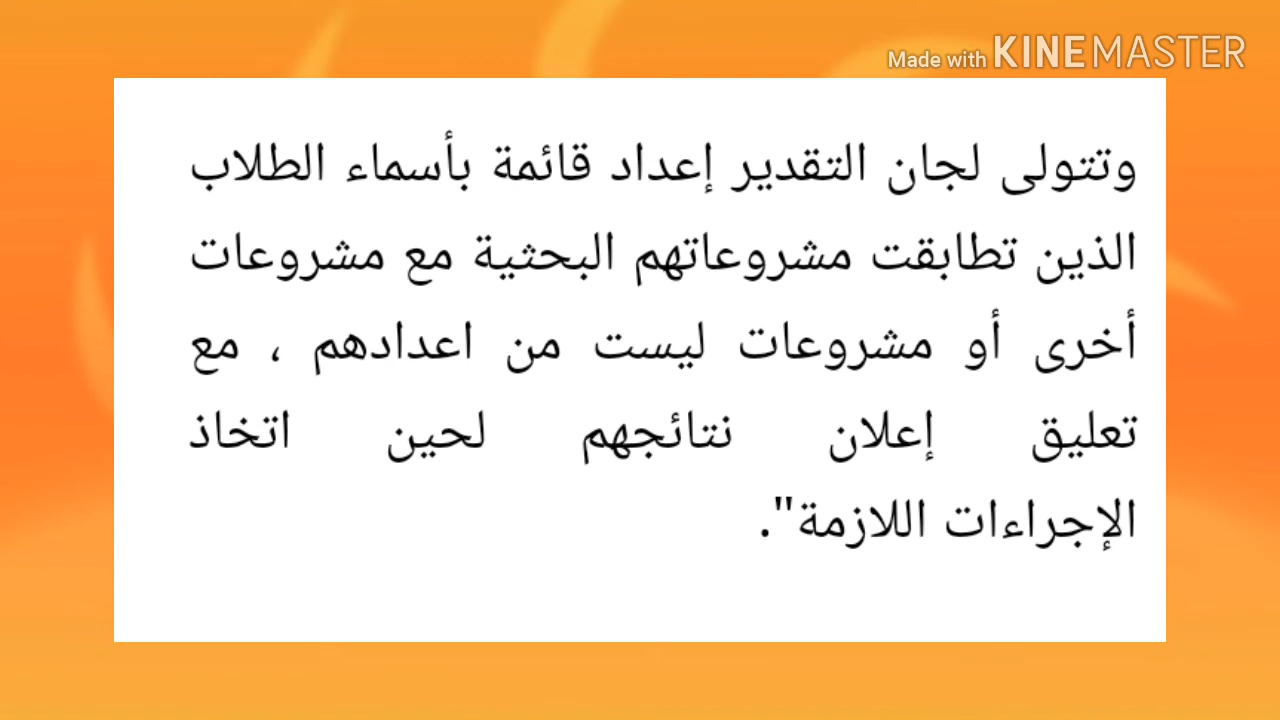 Made with KINEMASTER
وتتولى لجان التقدير إعداد قائمة بأسماء الطلاب
الذين تطابقت مشروعاتهم البحثية مع مشروعات
أخرى أو مشروعات ليست من اعدادهم ، مع
تعليق إعلان نتائجهم لحين اتخاذ
الإجراءات اللازمة".